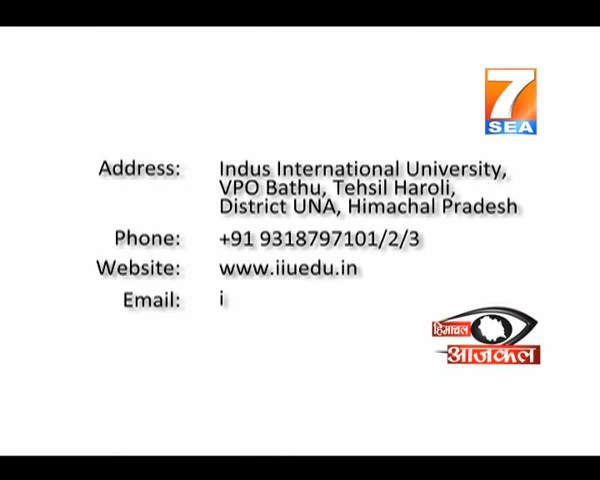 7
SEA
Address: Indus International University,
VPO Bathu, Tehsil Haroli,
District UNA, Himachal Pradesh
Phone: +91 9318797101/2/3
Website: www.iiuedu.in
Email: i
हिमाचल
आजकल